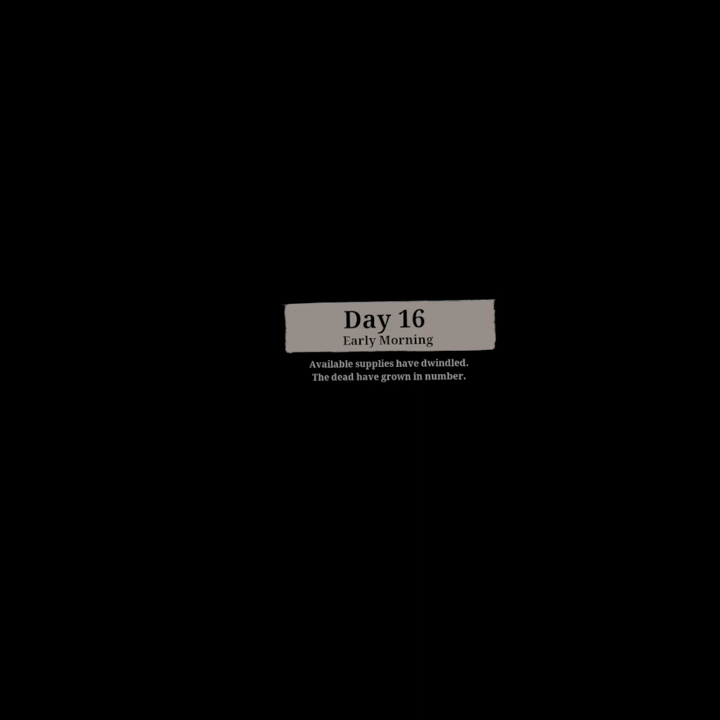 Day 16
Early Morning
Available supplies have dwindled.
The dead have grown in number.